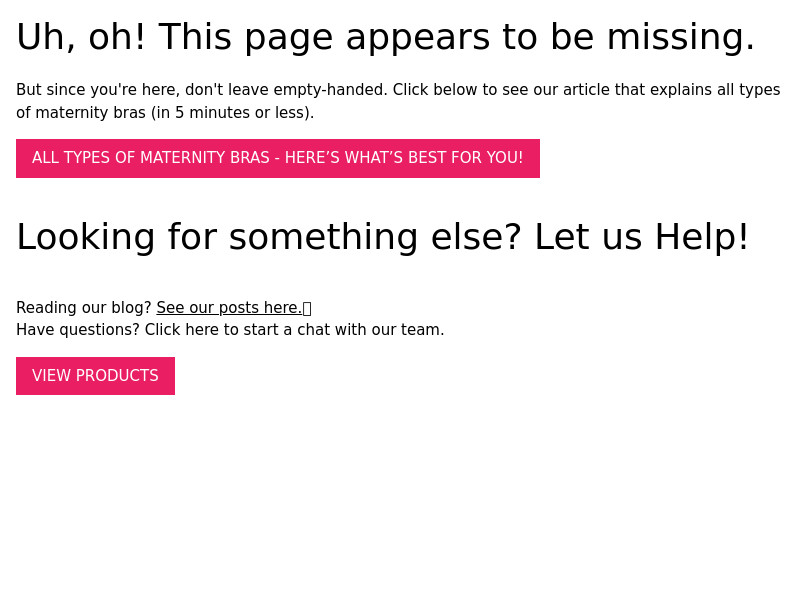 Uh, oh! This page appears to be missing.
But since you're here, don't leave empty-handed. Click below to see our article that explains all types
of maternity bras (in 5 minutes or less).
ALL TYPES OF MATERNITY BRAS - HERE’S WHAT’S BEST FOR YOU!
Looking for something else? Let us Help!
Reading our blog? See our posts here.
Have questions? Click here to start a chat with our team.
VIEW PRODUCTS